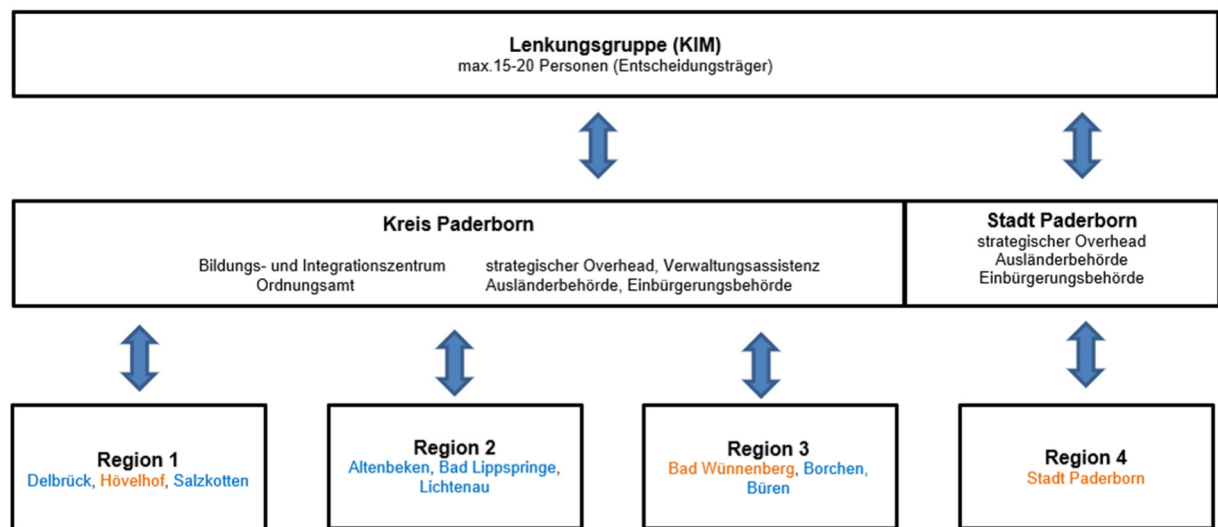 Lenkungsgruppe (KIM)
max.15-20 Personen (Entscheidungsträger)
Kreis Paderborn
Bildungs- und Integrationszentrum strategischer Overhead, Verwaltungsassistenz
Ordnungsamt Ausländerbehörde, Einbürgerungsbehörde
Stadt Paderborn
strategischer Overhead
Ausländerbehörde
Einbürgerungsbehörde
Region 1
Delbrück, Hövelhof, Salzkotten
Region 2
Altenbeken, Bad Lippspringe,
Lichtenau
Region 3
Bad Wünnenberg, Borchen,
Büren
Region 4
Stadt Paderborn